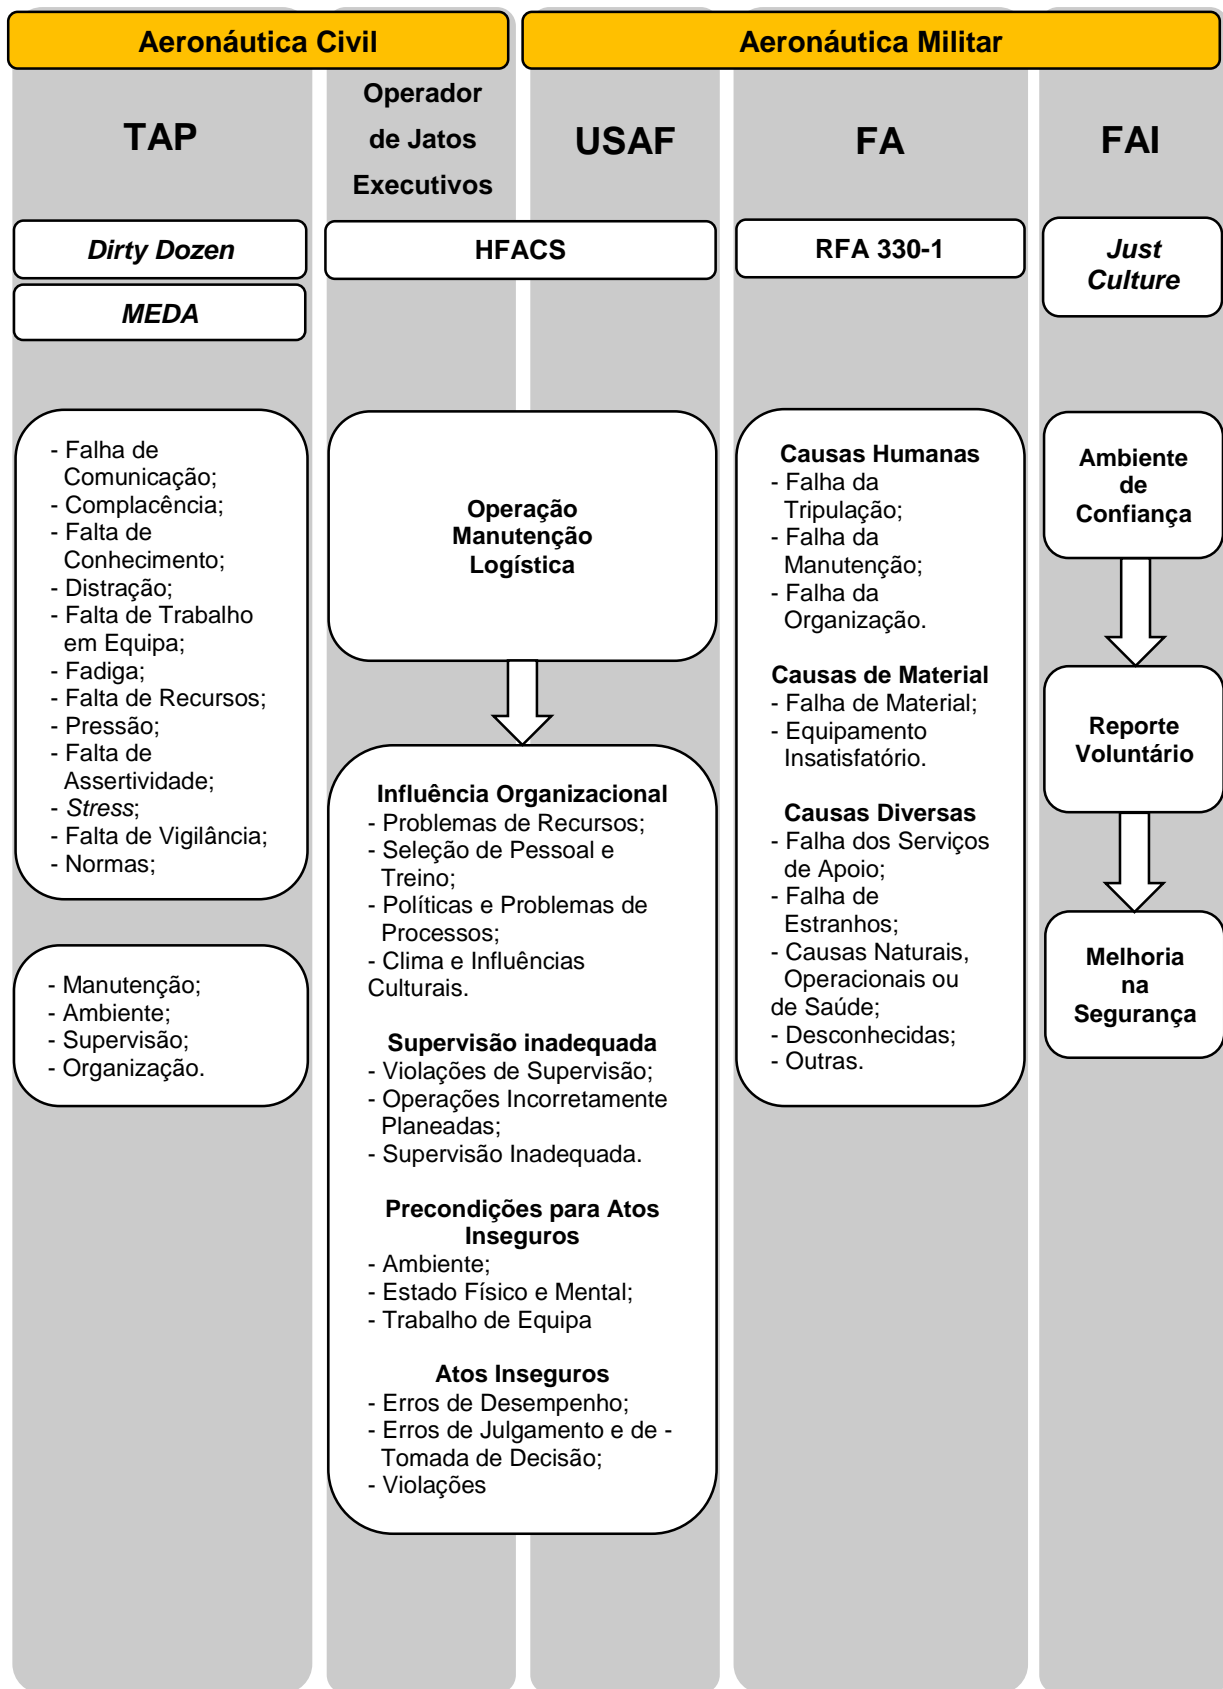 Aeronáutica Civil
Aeronáutica Militar
TAP
Operador
de Jatos
Executivos
USAF
FA
FAI
Dirty Dozen
MEDA
HFACS
RFA 330-1
Just
Culture
- Falha de
Comunicação;
- Complacência;
- Falta de
Conhecimento;
- Distração;
- Falta de Trabalho
em Equipa;
- Fadiga;
- Falta de Recursos;
- Pressão;
- Falta de
Assertividade;
- Stress;
- Falta de Vigilância;
- Normas;
- Manutenção;
- Ambiente;
- Supervisão;
- Organização.
Operação
Manutenção
Logística
Influência Organizacional
- Problemas de Recursos;
- Seleção de Pessoal e
Treino;
- Políticas e Problemas de
Processos;
- Clima e Influências
Culturais.
Supervisão inadequada
- Violações de Supervisão;
- Operações Incorretamente
Planeadas;
- Supervisão Inadequada.
Precondições para Atos
Inseguros
- Ambiente;
- Estado Físico e Mental;
- Trabalho de Equipa
Atos Inseguros
- Erros de Desempenho;
- Erros de Julgamento e de -
Tomada de Decisão;
- Violações
Causas Humanas
- Falha da
Tripulação;
- Falha da
Manutenção;
- Falha da
Organização.
Causas de Material
- Falha de Material;
- Equipamento
Insatisfatório.
Causas Diversas
- Falha dos Serviços
de Apoio;
- Falha de
Estranhos;
- Causas Naturais,
Operacionais ou
de Saúde;
- Desconhecidas;
- Outras.
Ambiente
de
Confiança
Reporte
Voluntário
Melhoria
na
Segurança